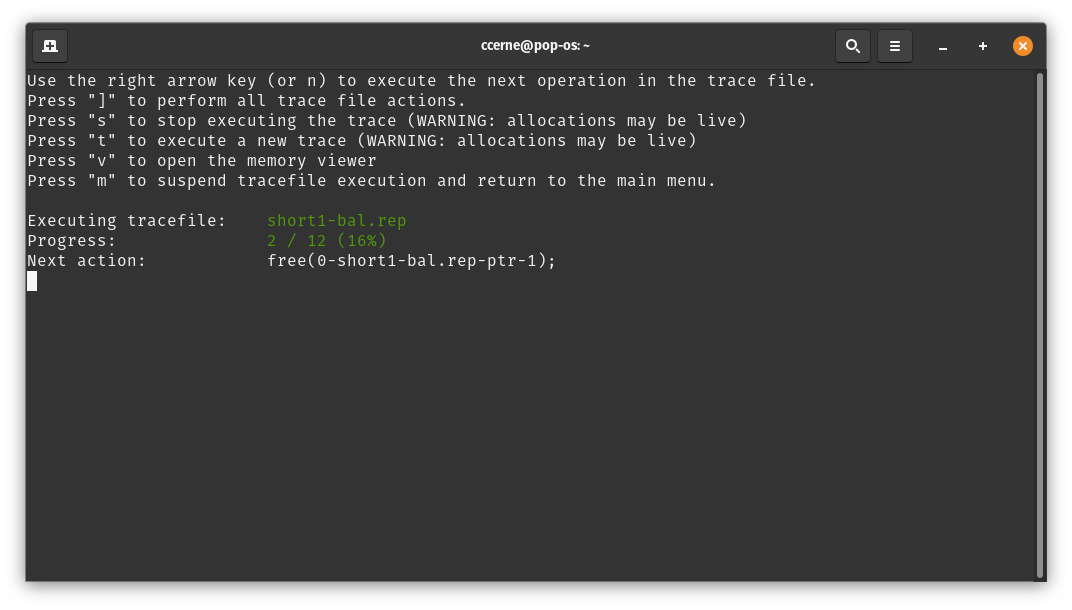 ccerne@pop-os: ~
Use the right arrow key (or n) to execute the next operation in the trace file.
Press "]" to perform all trace file actions.
Press "s" to stop executing the trace (WARNING: allocations may be live)
Press "t" to execute a new trace (WARNING: allocations may be live)
Press "v" to open the memory viewer
Press "m" to suspend tracefile execution and return to the main menu.
Executing tracefile: short1-bal.rep
Progress: 2 / 12 (16%)
Next action: free(0-short1-bal.rep-ptr-1);